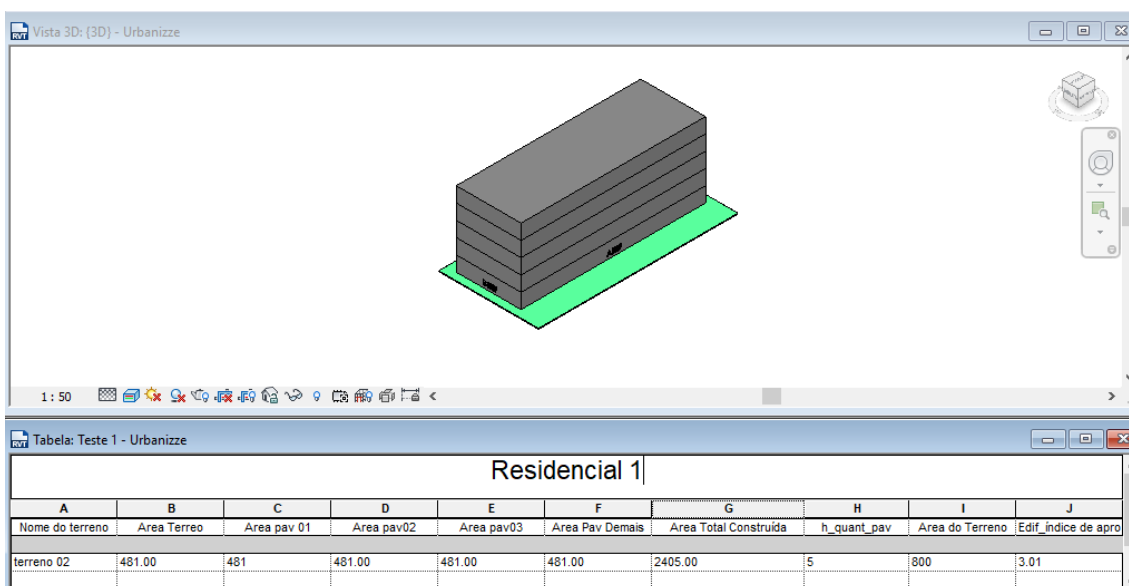 Vista 3D: {3D} - Urbanizze
1 : 50
Tabela: Teste 1 - Urbanizze
Residencial 1
A B C D E F G H I J
Nome do terreno Area Terreo Area pav 01 Area pav02 Area pav03 Area Pav Demais Area Total Construída h_quant_pav Area do Terreno Edif_índice de apro
terreno 02 481.00 481 481.00 481.00 481.00 2405.00 5 800 3.01